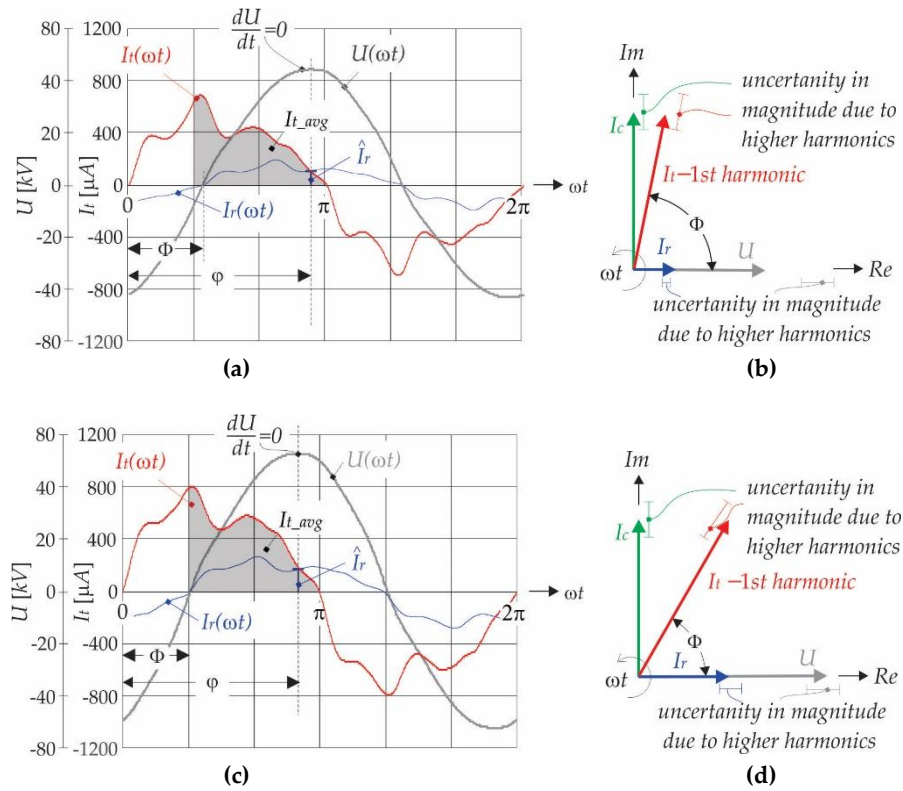 80
60
40
20
0
-20
-40
-60
-80
U [kV]
1200
800
400
0
-400
-800
-1200
It [μA]
It(ωt)
dU
dt =0
U(ωt)
It_avg
Îr
Ir(ωt)
0
π
2π
ωt
Φ
φ
(a)
Im
uncertanity in
magnitude due to
higher harmonics
Ic
It−1st harmonic
Φ
Ir
U
ωt
Re
uncertanity in magnitude
due to higher harmonics
(b)
80
60
40
20
0
-20
-40
-60
-80
U [kV]
1200
800
400
0
-400
-800
-1200
It [μA]
It(ωt)
dU
dt =0
U(ωt)
It_avg
Îr
Ir(ωt)
0
π
2π
ωt
Φ
φ
(c)
Im
uncertanity in
magnitude due to
higher harmonics
Ic
It −1st harmonic
Φ
Ir
U
ωt
Re
uncertanity in magnitude
due to higher harmonics
(d)